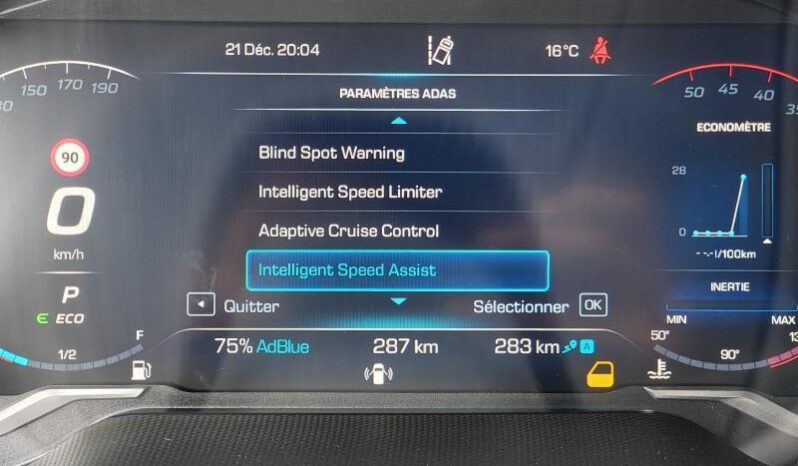 21 Déc. 20:04 16°C
PARAMÈTRES ADAS
150 170 190
50 45 40
90
0
km/h
P
E ECO
Blind Spot Warning
Intelligent Speed Limiter
Adaptive Cruise Control
Intelligent Speed Assist
Quitter
Sélectionner OK
ECONOMÈTRE
28
0
--.-l/100km
INERTIE
MIN MAX
F
1/2
75% AdBlue 287 km 283 km A
50° 90°